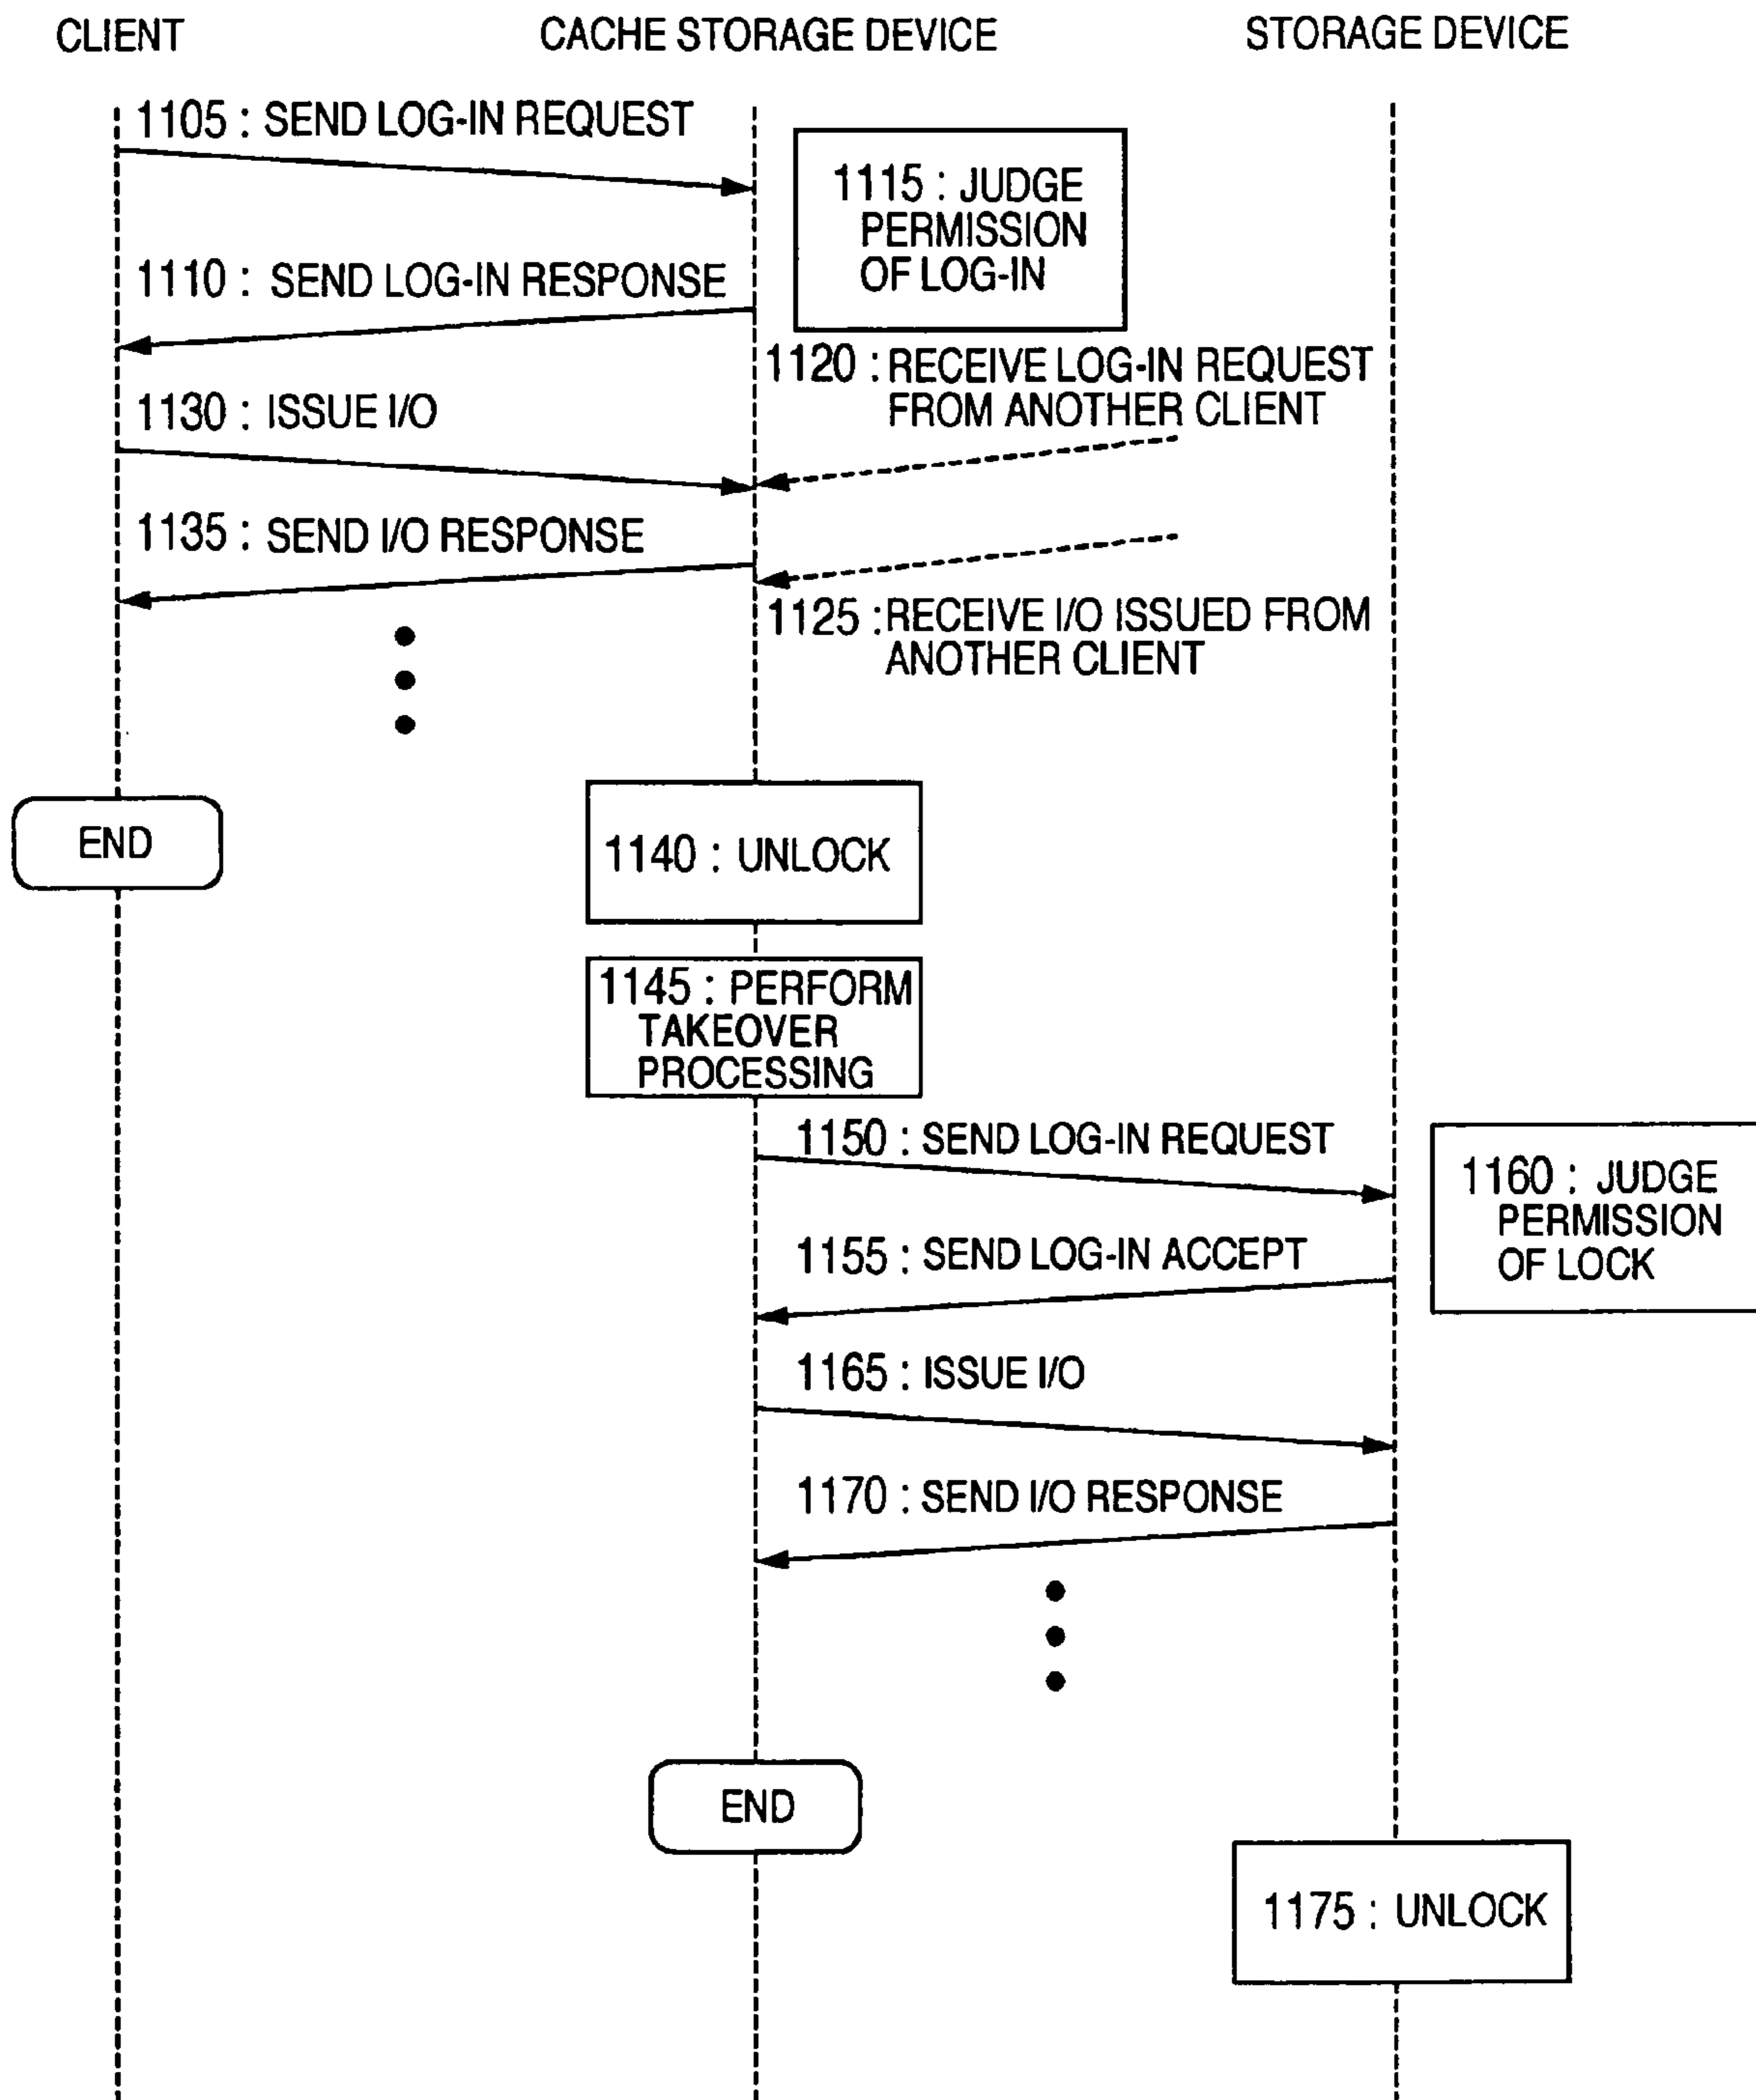 CLIENT
CACHE STORAGE DEVICE
STORAGE DEVICE
1105 : SEND LOG-IN REQUEST
1115 : JUDGE
PERMISSION
OF LOG-IN
1110 : SEND LOG-IN RESPONSE
1120 : RECEIVE LOG-IN REQUEST
FROM ANOTHER CLIENT
1130 : ISSUE I/O
1135 : SEND I/O RESPONSE
1125 : RECEIVE I/O ISSUED FROM
ANOTHER CLIENT
END
1140 : UNLOCK
1145 : PERFORM
TAKEOVER
PROCESSING
1150 : SEND LOG-IN REQUEST
1160 : JUDGE
PERMISSION
OF LOCK
1155 : SEND LOG-IN ACCEPT
1165 : ISSUE I/O
1170 : SEND I/O RESPONSE
END
1175 : UNLOCK